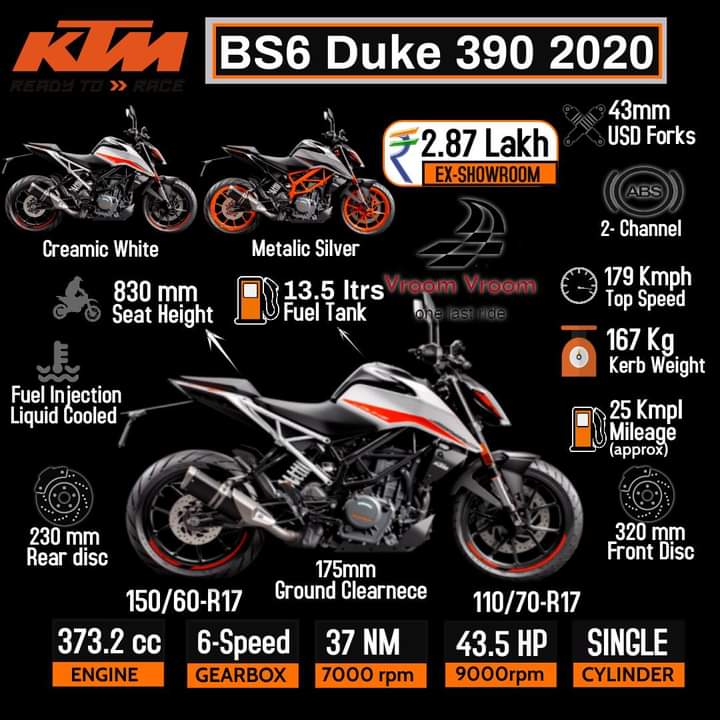 KTM
READY TO >> RACE
BS6 Duke 390 2020
₹2.87 Lakh
EX-SHOWROOM
43mm
USD Forks
Creamic White
Metalic Silver
ABS
2- Channel
Vroom Vroom
one last ride
830 mm
Seat Height
13.5 ltrs
Fuel Tank
179 Kmph
Top Speed
167 Kg
Kerb Weight
Fuel Injection
Liquid Cooled
25 Kmpl
Mileage
(approx)
230 mm
Rear disc
320 mm
Front Disc
175mm
Ground Clearnece
150/60-R17
110/70-R17
373.2 cc
ENGINE
6-Speed
GEARBOX
37 NM
7000 rpm
43.5 HP
9000rpm
SINGLE
CYLINDER